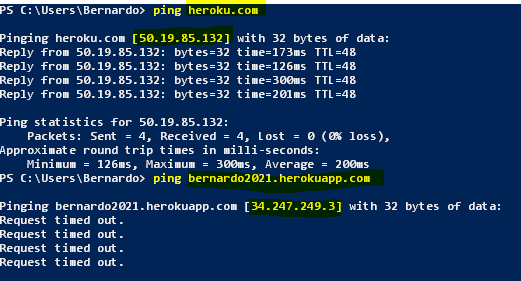 PS C:\Users\Bernardo> ping heroku.com
Pinging heroku.com [50.19.85.132] with 32 bytes of data:
Reply from 50.19.85.132: bytes=32 time=173ms TTL=48
Reply from 50.19.85.132: bytes=32 time=126ms TTL=48
Reply from 50.19.85.132: bytes=32 time=300ms TTL=48
Reply from 50.19.85.132: bytes=32 time=201ms TTL=48
Ping statistics for 50.19.85.132:
Packets: Sent = 4, Received = 4, Lost = 0 (0% loss),
Approximate round trip times in milli-seconds:
Minimum = 126ms, Maximum = 300ms, Average = 200ms
PS C:\Users\Bernardo> ping bernardo2021.herokuapp.com
Pinging bernardo2021.herokuapp.com [34.247.249.3] with 32 bytes of data:
Request timed out.
Request timed out.
Request timed out.
Request timed out.